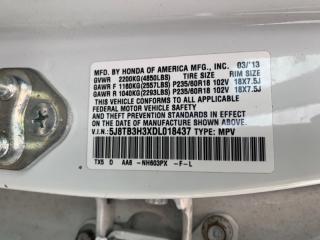 MFD. BY HONDA OF AMERICA MFG., INC. 03/'13
GVWR 2200KG(4850LBS) TIRE SIZE RIM SIZE
GAWR F 1160KG(2557LBS) P235/60R18 102V 18X7.5J
GAWR R 1040KG(2293LBS) P235/60R18 102V 18X7.5J
THIS VEHICLE CONFORMS TO ALL APPLICABLE
FEDERAL MOTOR VEHICLE SAFETY
AND THEFT PREVENTION STANDARDS IN EFFECT
ON THE DATE OF MANUFACTURE SHOWN ABOVE.
V.I.N.: 5J8TB3H3XDL018437 TYPE: MPV
TX5 D AA6 -NH603PX -F-L